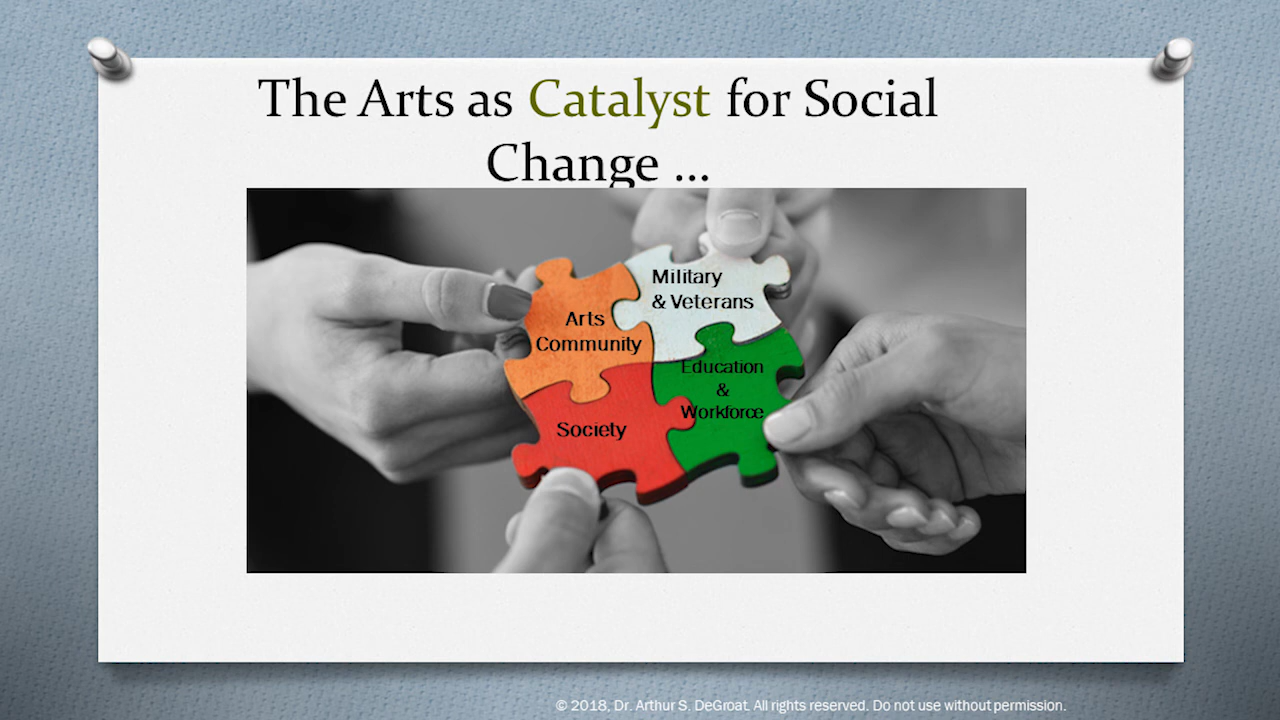 The Arts as Catalyst for Social
Change ...
Military
& Veterans
Arts
Community
Education
&
Workforce
Society
© 2018, Dr. Arthur S. DeGroat. All rights reserved. Do not use without permission.